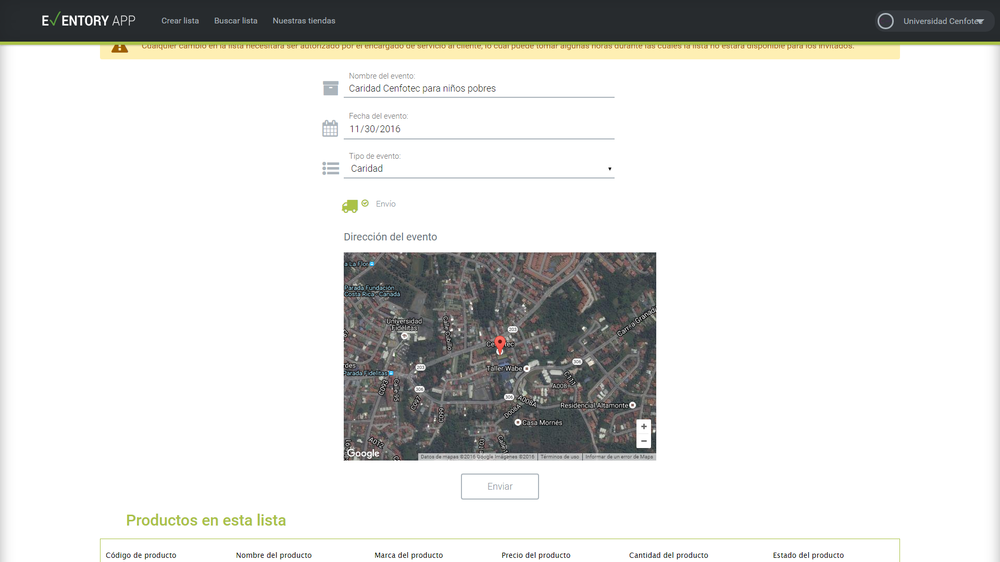 E✓ENTORY APP
Crear lista
Buscar lista
Nuestras tiendas
Universidad Cenfotec
Cualquier cambio en la lista necesitará ser autorizado por el encargado de servicio al cliente, lo cual puede tomar algunas horas durante las cuales la lista no estará disponible para los invitados.
Nombre del evento:
Caridad Cenfotec para niños pobres
Fecha del evento:
11/30/2016
Tipo de evento:
Caridad
Envío
Dirección del evento
a La Flor
Parada Fundación
Costa Rica - Canadá
Universidad
Fidélitas
Calle Cubillo
203
Carr. a Granadi
Cenfotec
306
rdes
203
Taller Wabe
Parada Fidelitas
C093
Calle 95
306
C111
A008
C097
306
A008A
Residencial Altamonte
D008A
C099
Casa Mornés
A012
Google
Datos de mapas ©2016 Google Imágenes ©2016
Términos de uso
Informar de un error de Maps
Enviar
Productos en esta lista
Código de producto
Nombre del producto
Marca del producto
Precio del producto
Cantidad del producto
Estado del producto